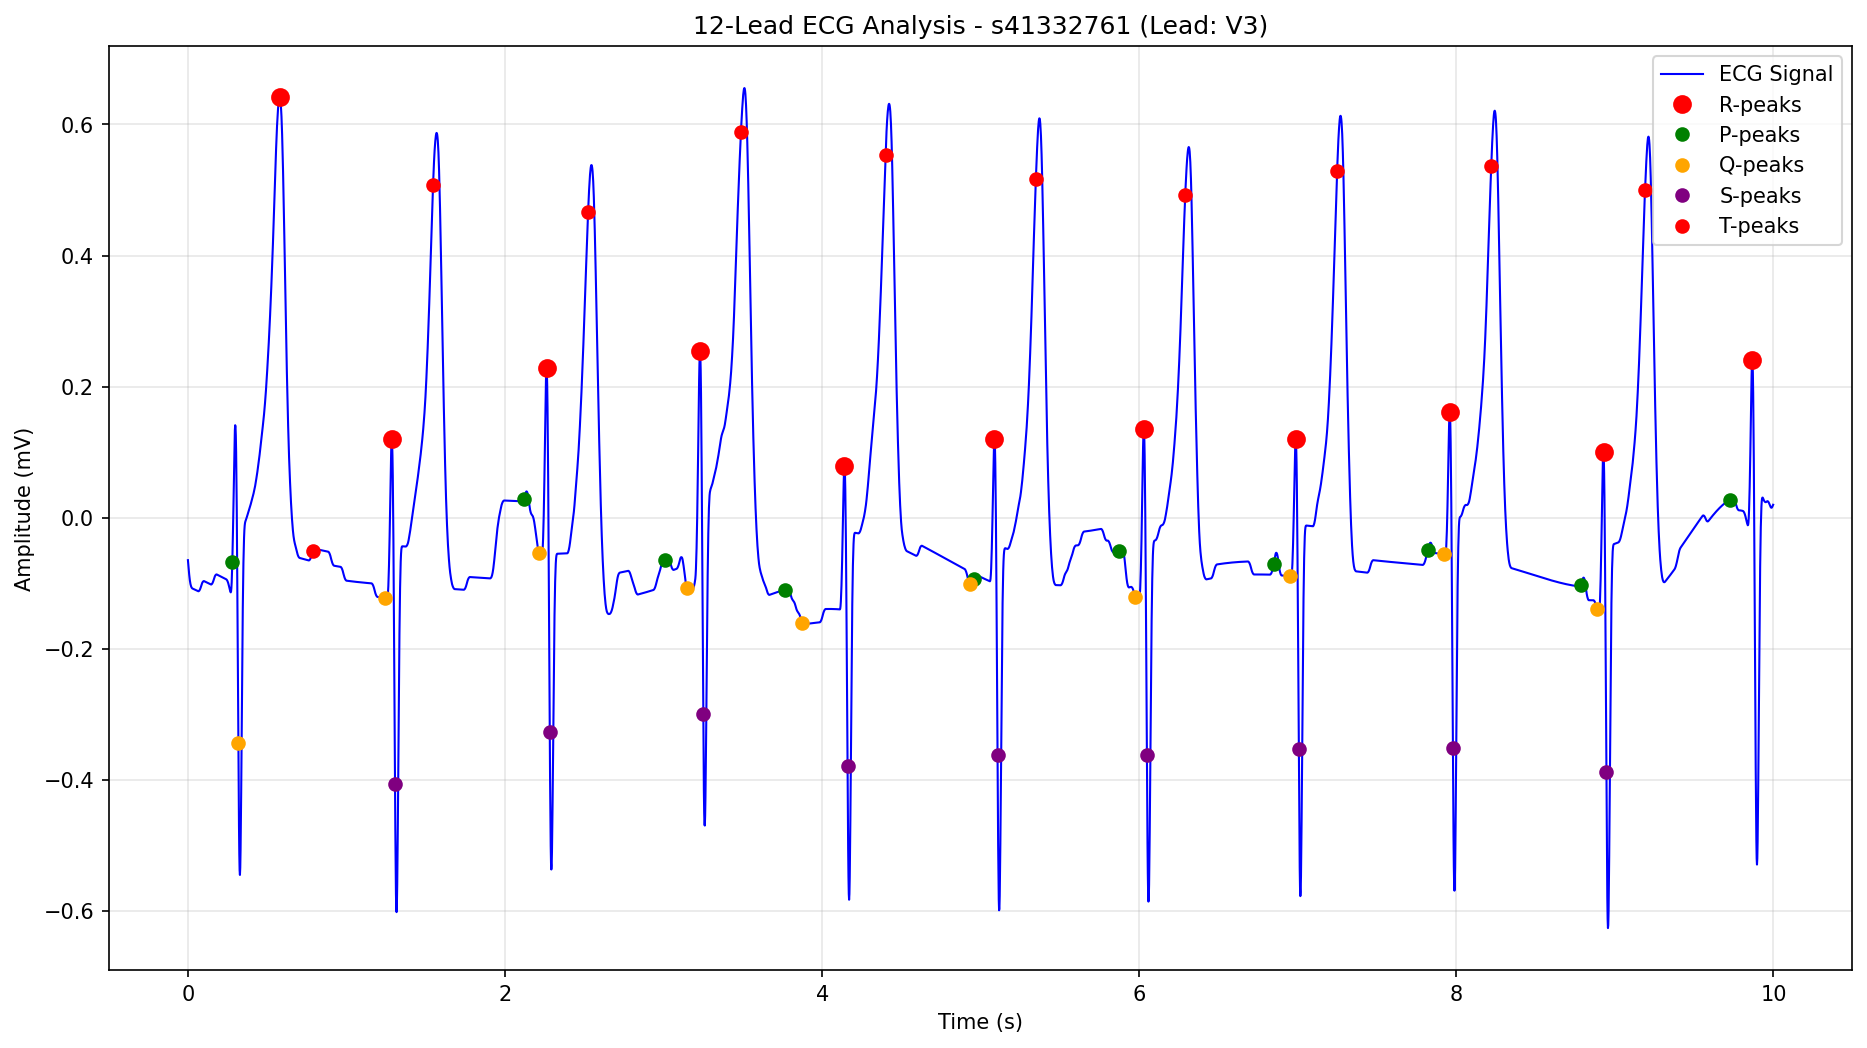 12-Lead ECG Analysis - s41332761 (Lead: V3)
ECG Signal
R-peaks
P-peaks
Q-peaks
S-peaks
T-peaks
Amplitude (mV)
0.6
0.4
0.2
0.0
−0.2
−0.4
−0.6
0 2 4 6 8 10
Time (s)